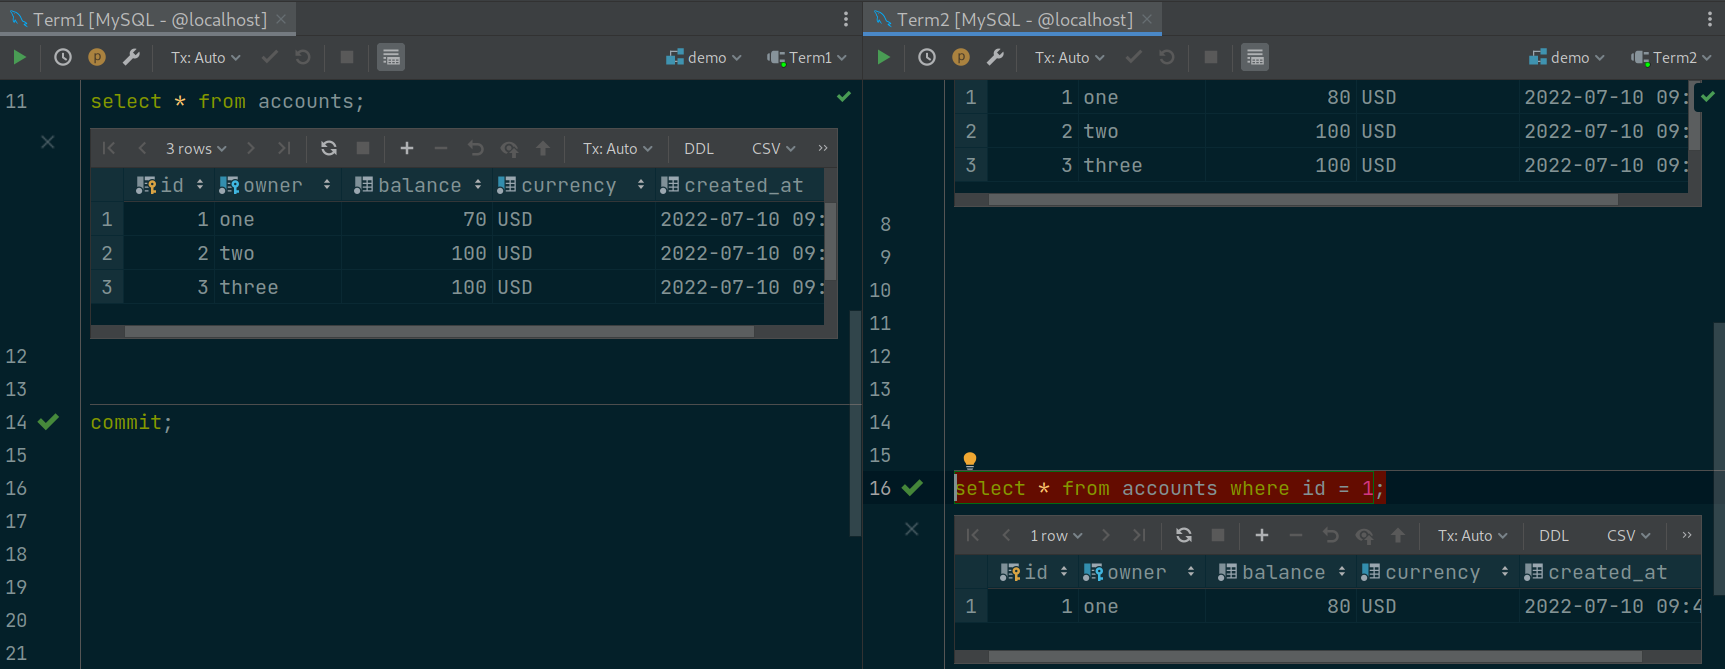 Term1 [MySQL - @localhost]
Tx: Auto
demo
Term1
11 select * from accounts;
3 rows
Tx: Auto DDL CSV »
id owner balance currency created_at
1 1 one 70 USD 2022-07-10 09:
2 2 two 100 USD 2022-07-10 09:
3 3 three 100 USD 2022-07-10 09:
12
13
14 commit;
15
16
17
18
19
20
21
Term2 [MySQL - @localhost]
Tx: Auto
demo
Term2
1 1 one 80 USD 2022-07-10 09:
2 2 two 100 USD 2022-07-10 09:
3 3 three 100 USD 2022-07-10 09:
8
9
10
11
12
13
14
15
16 select * from accounts where id = 1;
1 row
Tx: Auto DDL CSV »
id owner balance currency created_at
1 1 one 80 USD 2022-07-10 09:4